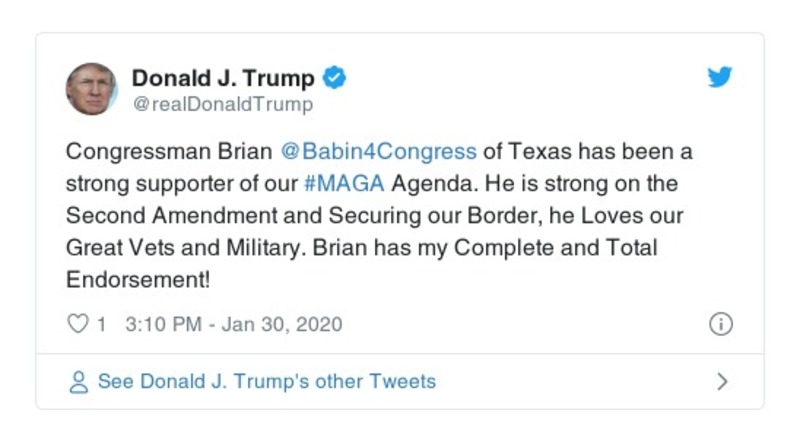 Donald J. Trump
@realDonaldTrump
Congressman Brian @Babin4Congress of Texas has been a
strong supporter of our #MAGA Agenda. He is strong on the
Second Amendment and Securing our Border, he Loves our
Great Vets and Military. Brian has my Complete and Total
Endorsement!
1 3:10 PM - Jan 30, 2020
See Donald J. Trump's other Tweets